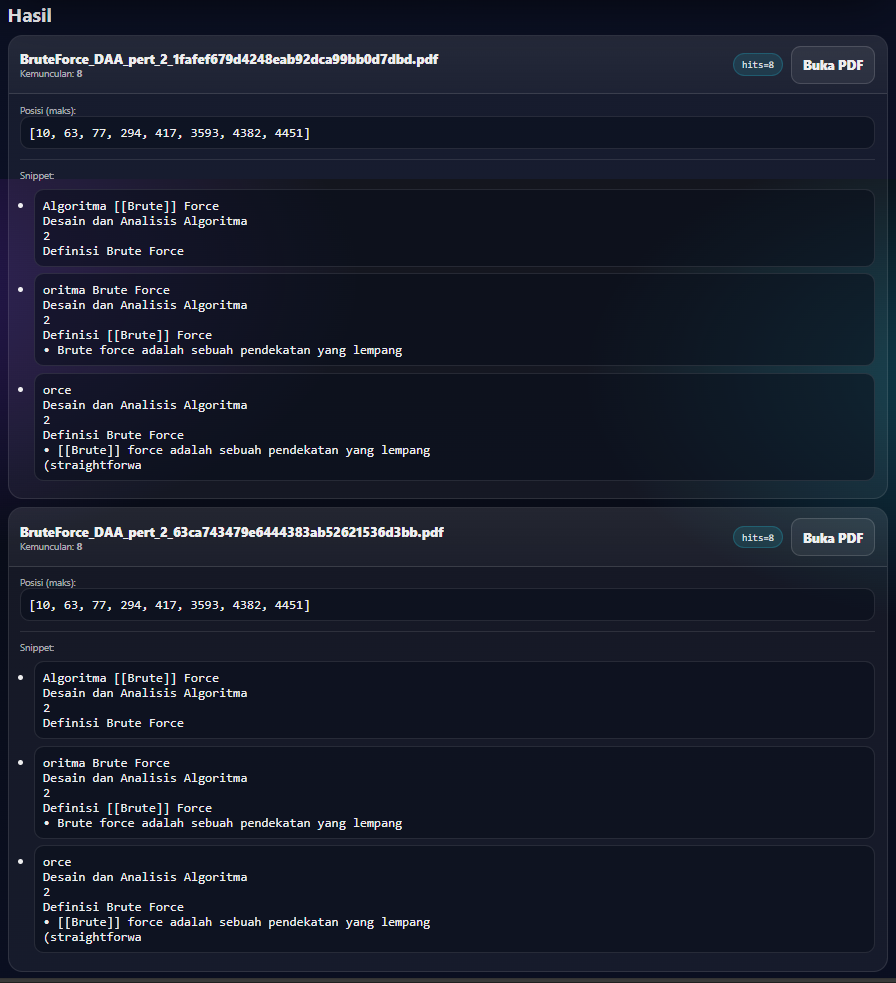 Hasil
BruteForce_DAA_pert_2_1fafef679d4248eab92dca99bb0d7dbd.pdf
Kemunculan: 8
hits=8
Buka PDF
Posisi (maks):
[10, 63, 77, 294, 417, 3593, 4382, 4451]
Snippet:
• Algoritma [[Brute]] Force
Desain dan Analisis Algoritma
2
Definisi Brute Force
• oritma Brute Force
Desain dan Analisis Algoritma
2
Definisi [[Brute]] Force
• Brute force adalah sebuah pendekatan yang lempang
• orce
Desain dan Analisis Algoritma
2
Definisi Brute Force
• [[Brute]] force adalah sebuah pendekatan yang lempang
(straightforwa
BruteForce_DAA_pert_2_63ca743479e6444383ab52621536d3bb.pdf
Kemunculan: 8
hits=8
Buka PDF
Posisi (maks):
[10, 63, 77, 294, 417, 3593, 4382, 4451]
Snippet:
• Algoritma [[Brute]] Force
Desain dan Analisis Algoritma
2
Definisi Brute Force
• oritma Brute Force
Desain dan Analisis Algoritma
2
Definisi [[Brute]] Force
• Brute force adalah sebuah pendekatan yang lempang
• orce
Desain dan Analisis Algoritma
2
Definisi Brute Force
• [[Brute]] force adalah sebuah pendekatan yang lempang
(straightforwa